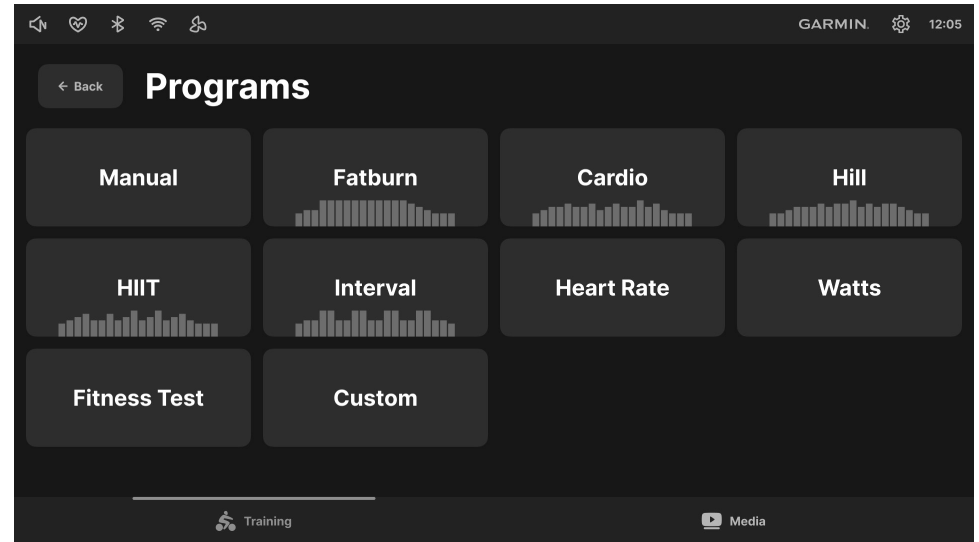 GARMIN. 12:05
← Back Programs
Manual Fatburn Cardio Hill
HIIT Interval Heart Rate Watts
Fitness Test Custom
Training Media